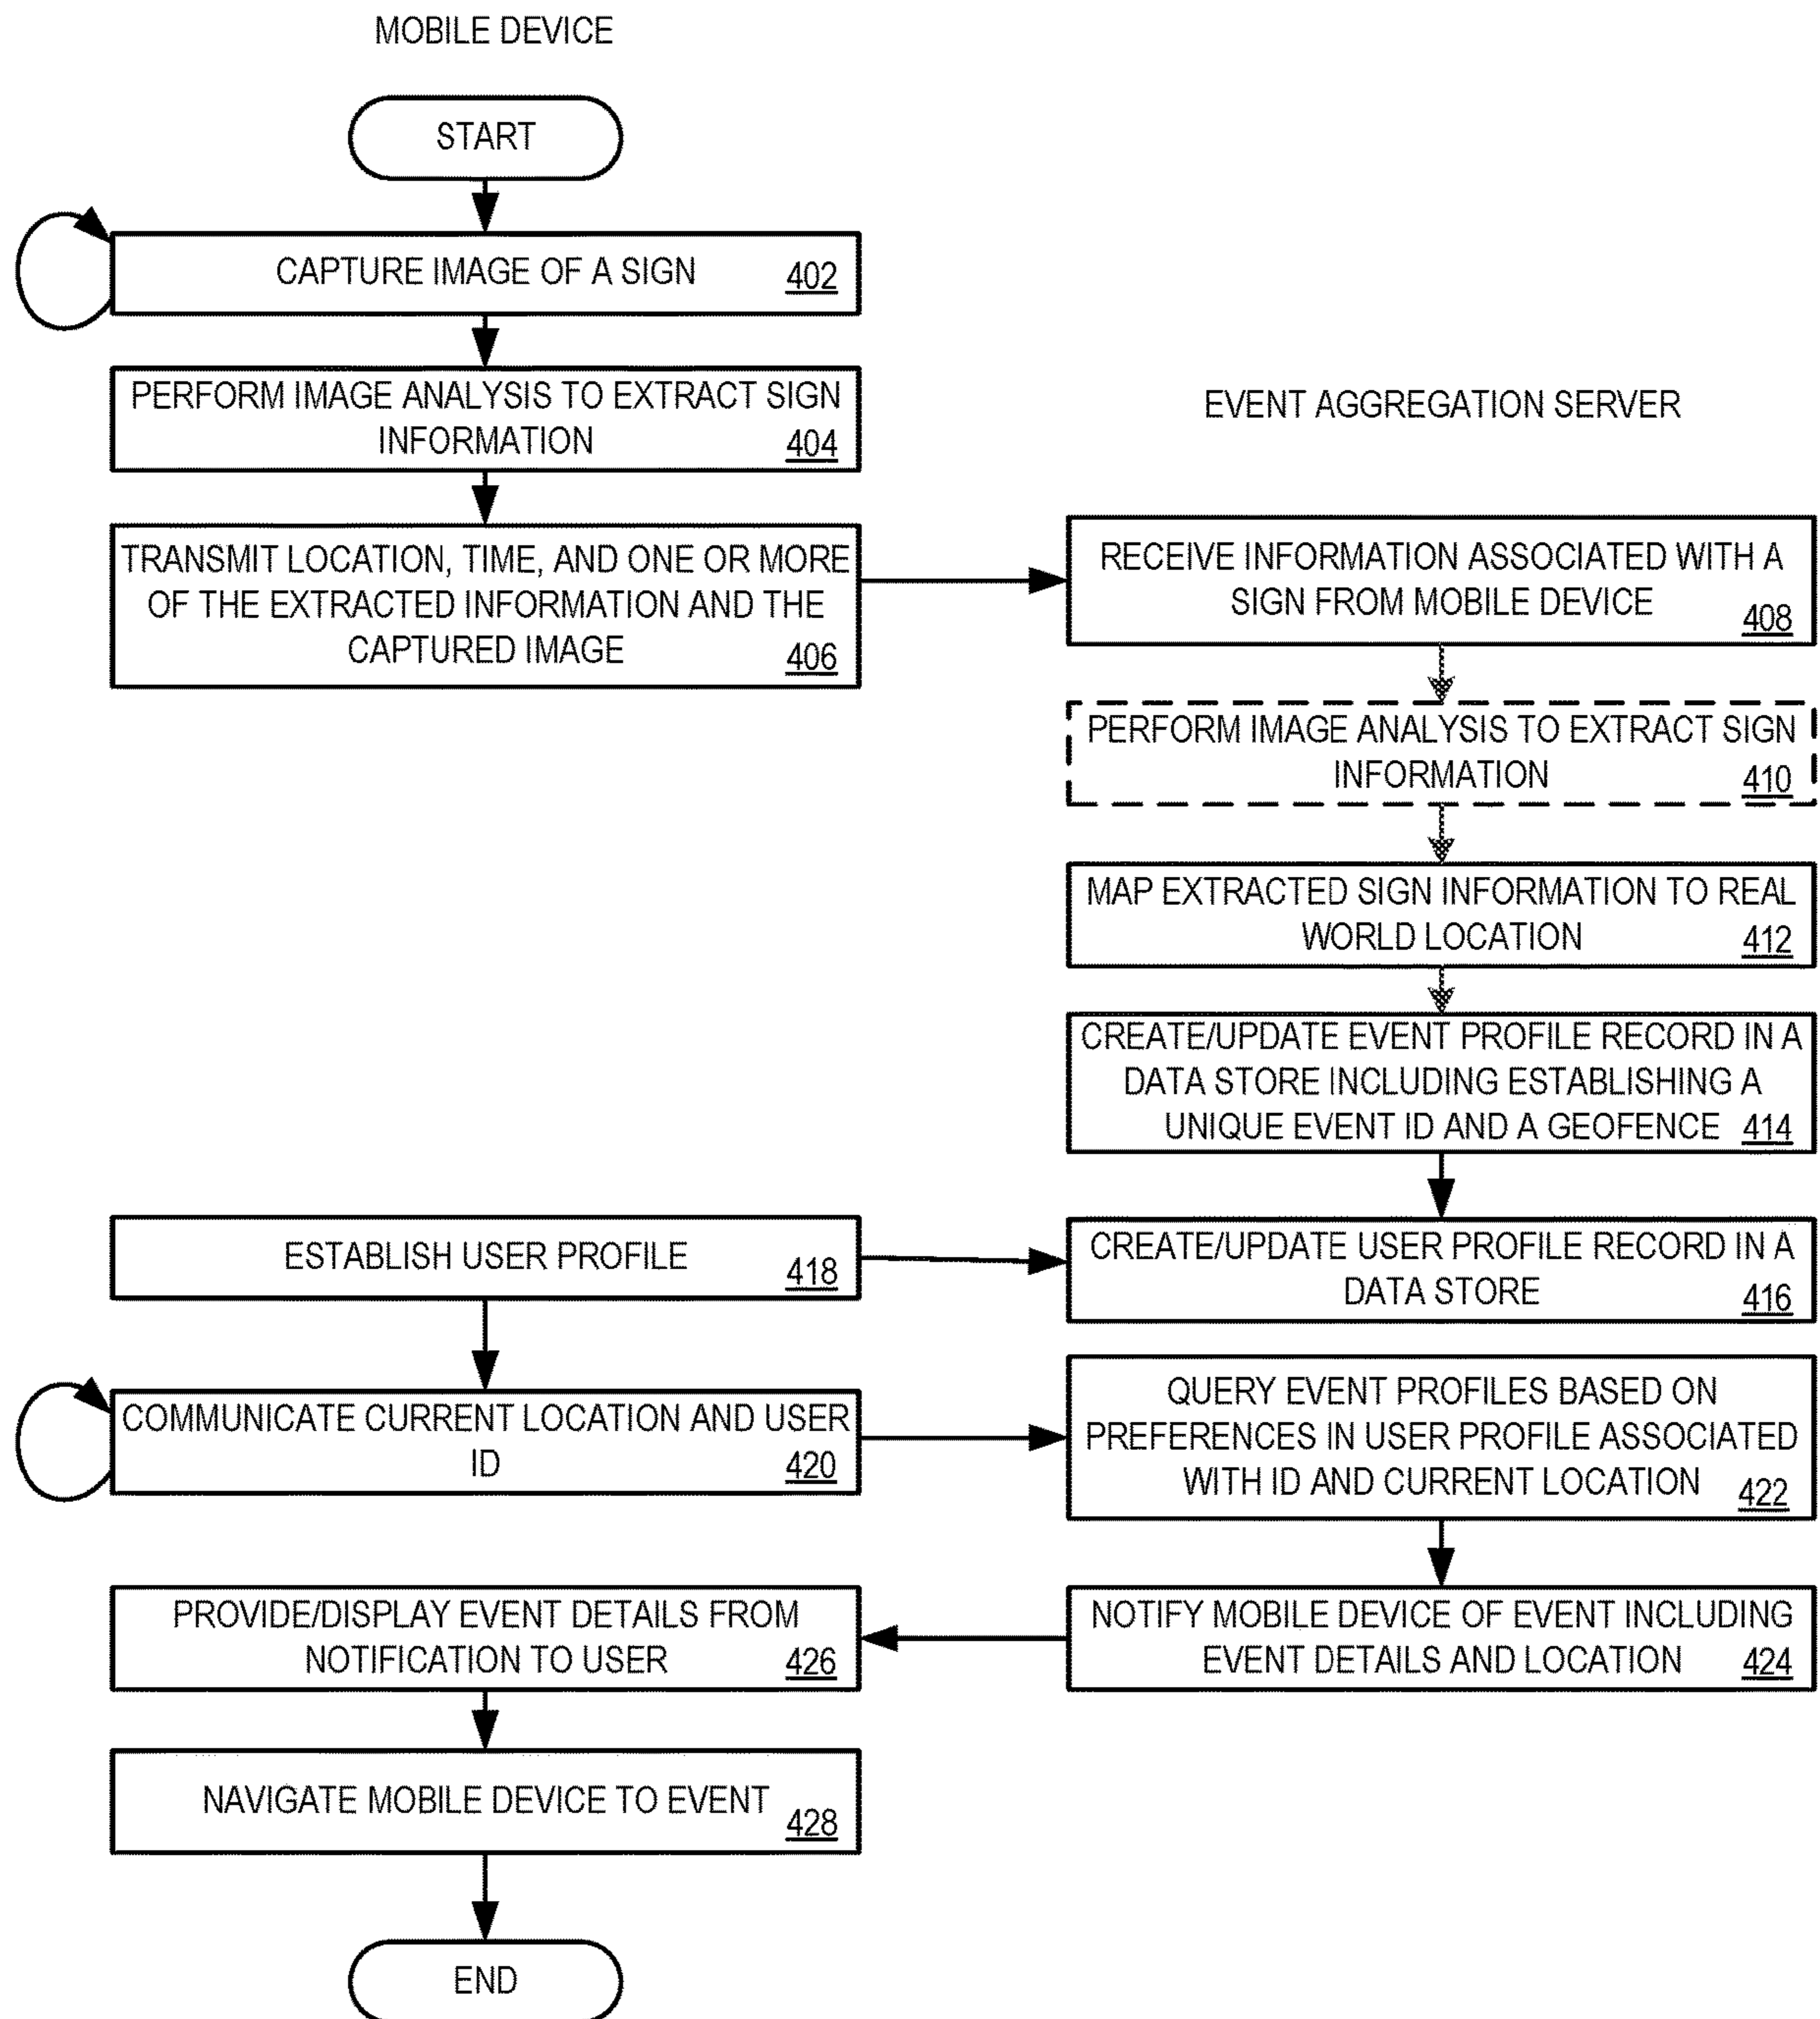 MOBILE DEVICE
START
CAPTURE IMAGE OF A SIGN 402
PERFORM IMAGE ANALYSIS TO EXTRACT SIGN
INFORMATION 404
EVENT AGGREGATION SERVER
TRANSMIT LOCATION, TIME, AND ONE OR MORE
OF THE EXTRACTED INFORMATION AND THE
CAPTURED IMAGE 406
RECEIVE INFORMATION ASSOCIATED WITH A
SIGN FROM MOBILE DEVICE 408
PERFORM IMAGE ANALYSIS TO EXTRACT SIGN
INFORMATION 410
MAP EXTRACTED SIGN INFORMATION TO REAL
WORLD LOCATION 412
CREATE/UPDATE EVENT PROFILE RECORD IN A
DATA STORE INCLUDING ESTABLISHING A
UNIQUE EVENT ID AND A GEOFENCE 414
ESTABLISH USER PROFILE 418
CREATE/UPDATE USER PROFILE RECORD IN A
DATA STORE 416
COMMUNICATE CURRENT LOCATION AND USER
ID 420
QUERY EVENT PROFILES BASED ON
PREFERENCES IN USER PROFILE ASSOCIATED
WITH ID AND CURRENT LOCATION 422
PROVIDE/DISPLAY EVENT DETAILS FROM
NOTIFICATION TO USER 426
NOTIFY MOBILE DEVICE OF EVENT INCLUDING
EVENT DETAILS AND LOCATION 424
NAVIGATE MOBILE DEVICE TO EVENT 428
END